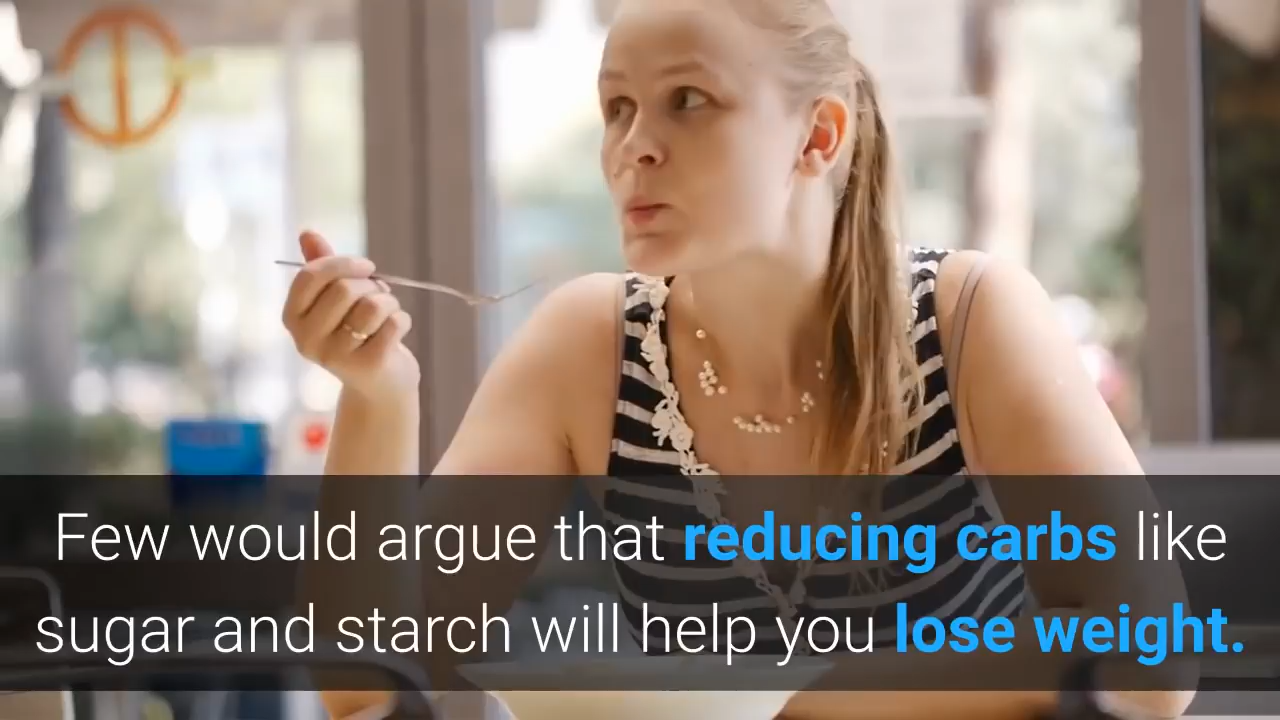 Few would argue that reducing carbs like
sugar and starch will help you lose weight.